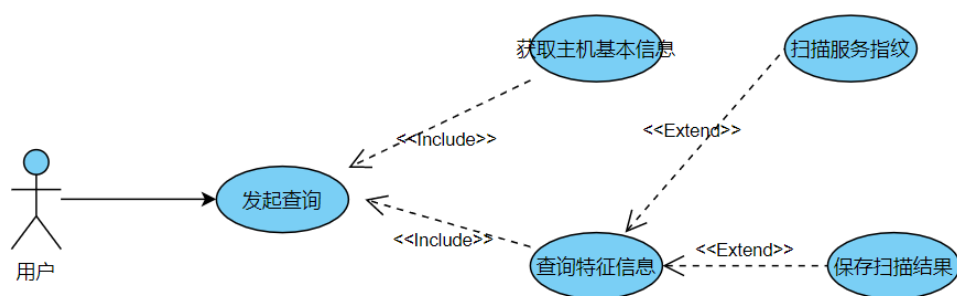 获取主机基本信息
扫描服务指纹
<<Include>>
<<Extend>>
发起查询
用户
<<Include>>
查询特征信息
<<Extend>>
保存扫描结果